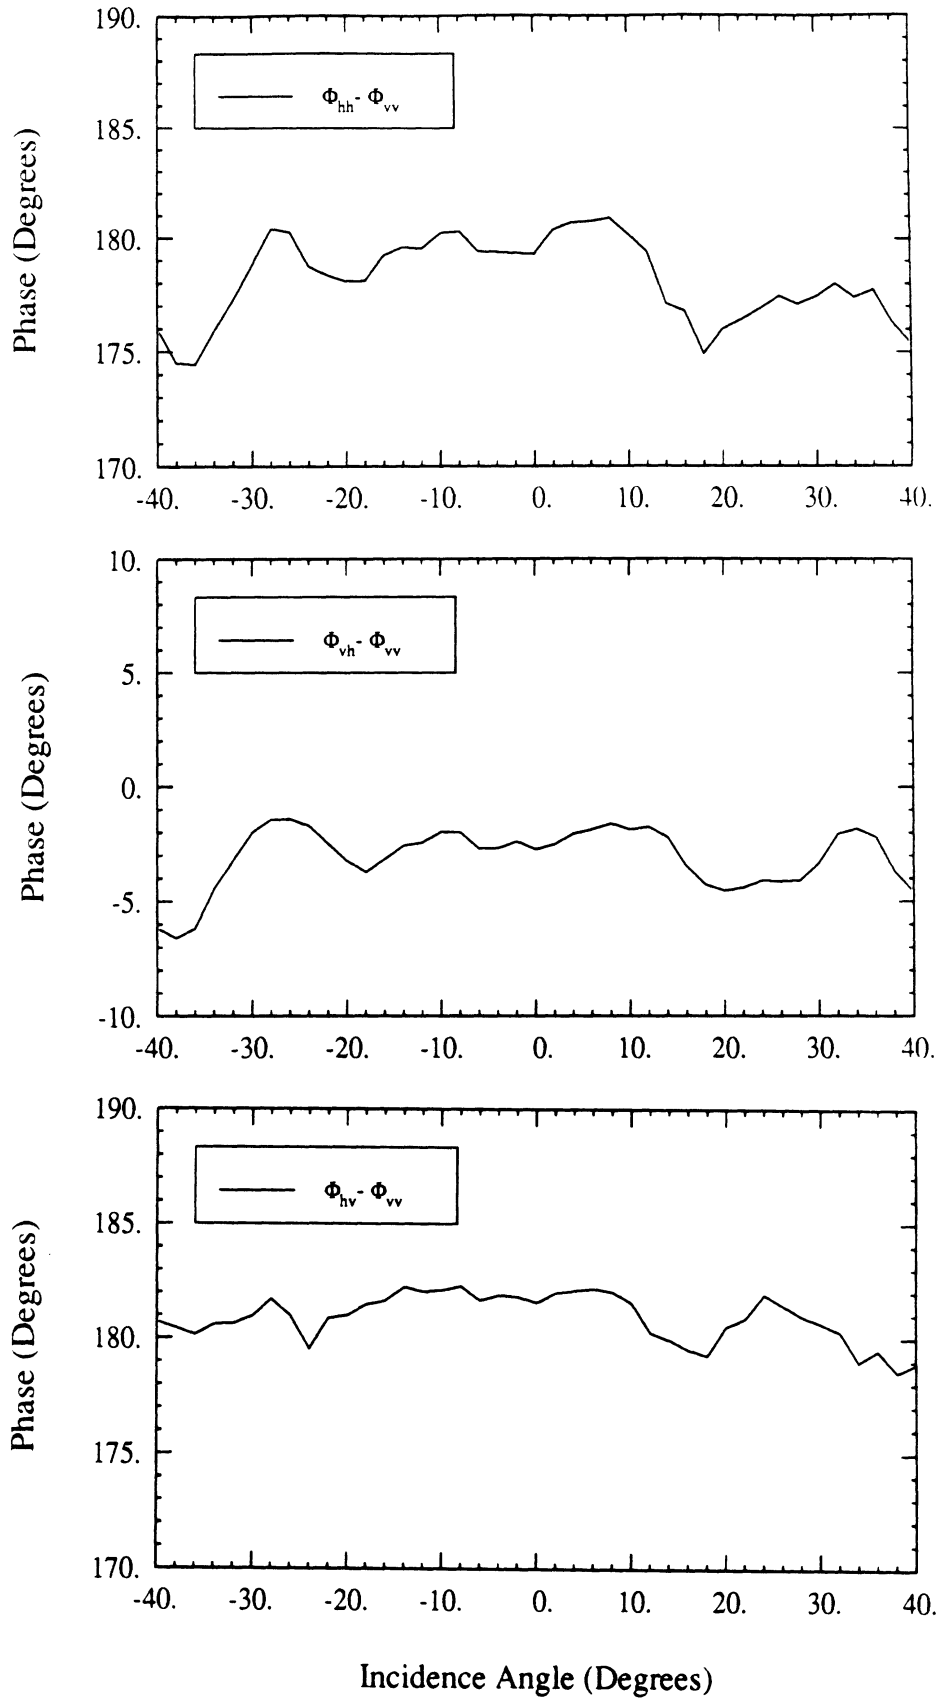 190.
Φhh- Φvv
185.
180.
175.
170.
Phase (Degrees)
-40. -30. -20. -10. 0. 10. 20. 30. 40.
10.
Φvh- Φvv
5.
0.
-5.
-10.
Phase (Degrees)
-40. -30. -20. -10. 0. 10. 20. 30. 40.
190.
Φhv- Φvv
185.
180.
175.
170.
Phase (Degrees)
-40. -30. -20. -10. 0. 10. 20. 30. 40.
Incidence Angle (Degrees)